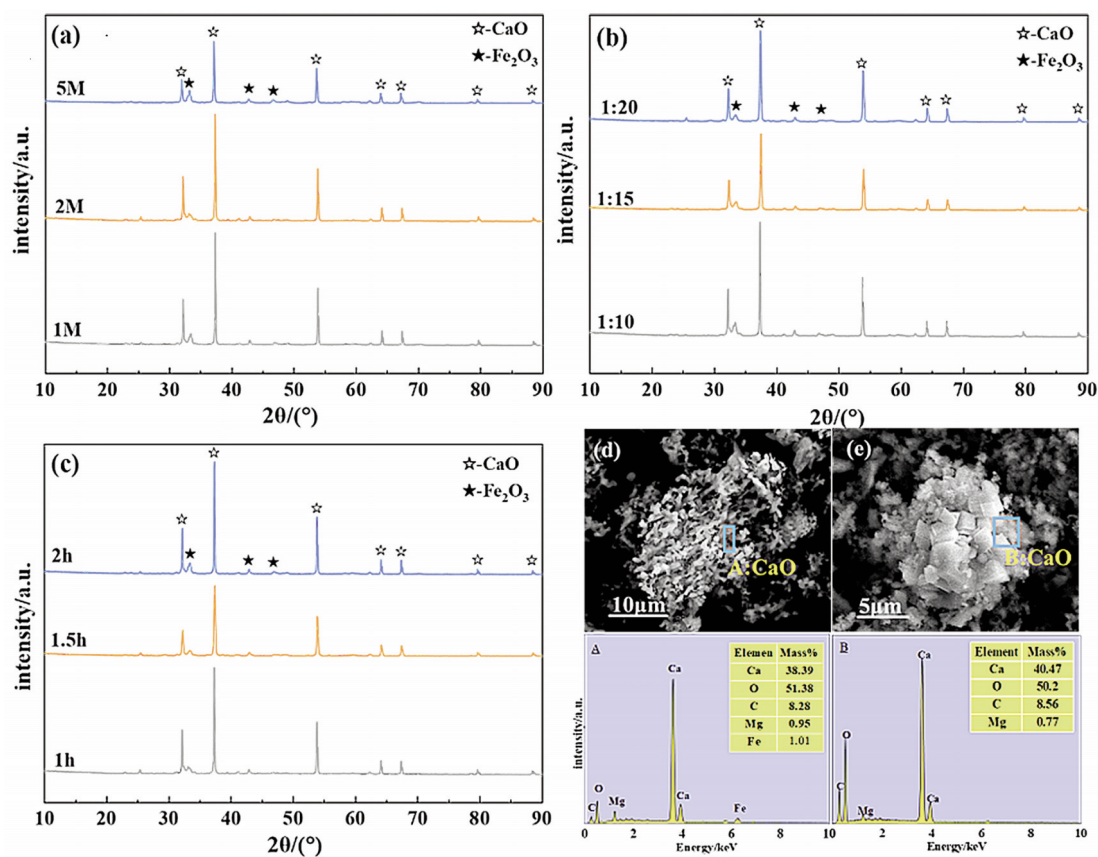 (a)
☆-CaO
★-Fe₂O₃
5M
2M
1M
intensity/a.u.
10 20 30 40 50 60 70 80 90
2θ/(°)
(b)
☆-CaO
★-Fe₂O₃
1:20
1:15
1:10
intensity/a.u.
10 20 30 40 50 60 70 80 90
2θ/(°)
(c)
☆-CaO
★-Fe₂O₃
2h
1.5h
1h
intensity/a.u.
10 20 30 40 50 60 70 80 90
2θ/(°)
(d)
A:CaO
10μm
(e)
B:CaO
5μm
A
Elemen Mass%
Ca 38.39
O 51.38
C 8.28
Mg 0.95
Fe 1.01
Ca
O
C
Mg
Ca
Fe
intensity/a.u.
2 4 6 8 10
Energy/keV
B
Element Mass%
Ca 40.47
O 50.2
C 8.56
Mg 0.77
Ca
O
C
Mg
Ca
2 4 6 8 10
Energy/keV